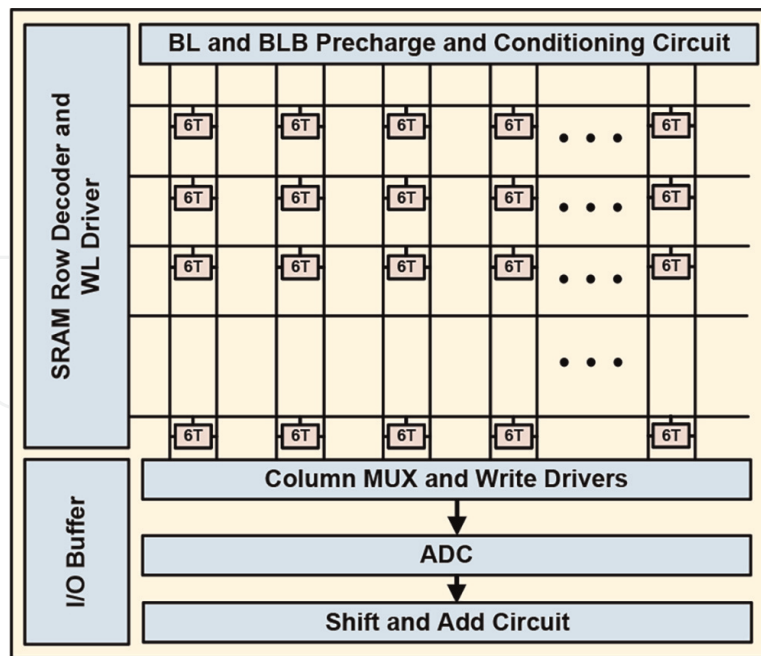 BL and BLB Precharge and Conditioning Circuit
SRAM Row Decoder and
WL Driver
6T 6T 6T 6T 6T
6T 6T 6T 6T 6T
6T 6T 6T 6T 6T
6T 6T 6T 6T 6T
Column MUX and Write Drivers
I/O Buffer
ADC
Shift and Add Circuit